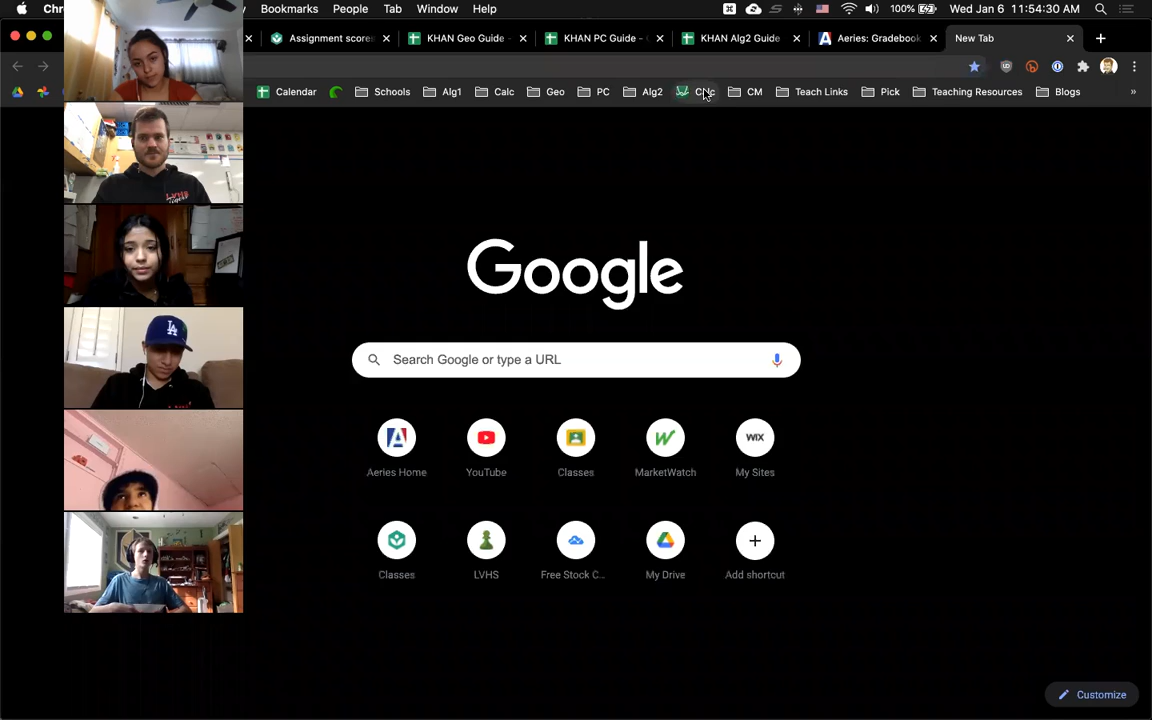 Bookmarks People Tab Window Help 100% Wed Jan 6 11:54:30 AM
Assignment score KHAN Geo Guide - KHAN PC Guide - KHAN Alg2 Guide Aeries: Gradebook New Tab
Calendar Schools Alg1 Calc Geo PC Alg2 CM Teach Links Pick Teaching Resources Blogs »
Google
Search Google or type a URL
WIX
Aeries Home YouTube Classes MarketWatch My Sites
Classes LVHS Free Stock C... My Drive Add shortcut
Customize